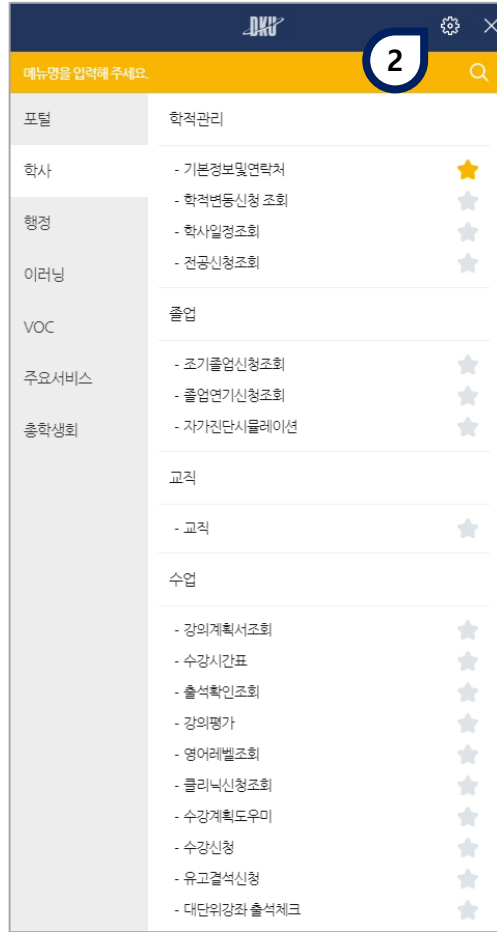 DKU
2
메뉴명을 입력해 주세요.
포털
학사
행정
이러닝
VOC
주요서비스
총학생회
학적관리
- 기본정보및연락처
- 학적변동신청 조회
- 학사일정조회
- 전공신청조회
졸업
- 조기졸업신청조회
- 졸업연기신청조회
- 자가진단시뮬레이션
교직
- 교직
수업
- 강의계획서조회
- 수강시간표
- 출석확인조회
- 강의평가
- 영어레벨조회
- 클리닉신청조회
- 수강계획도우미
- 수강신청
- 유고결석신청
- 대단위강좌 출석체크